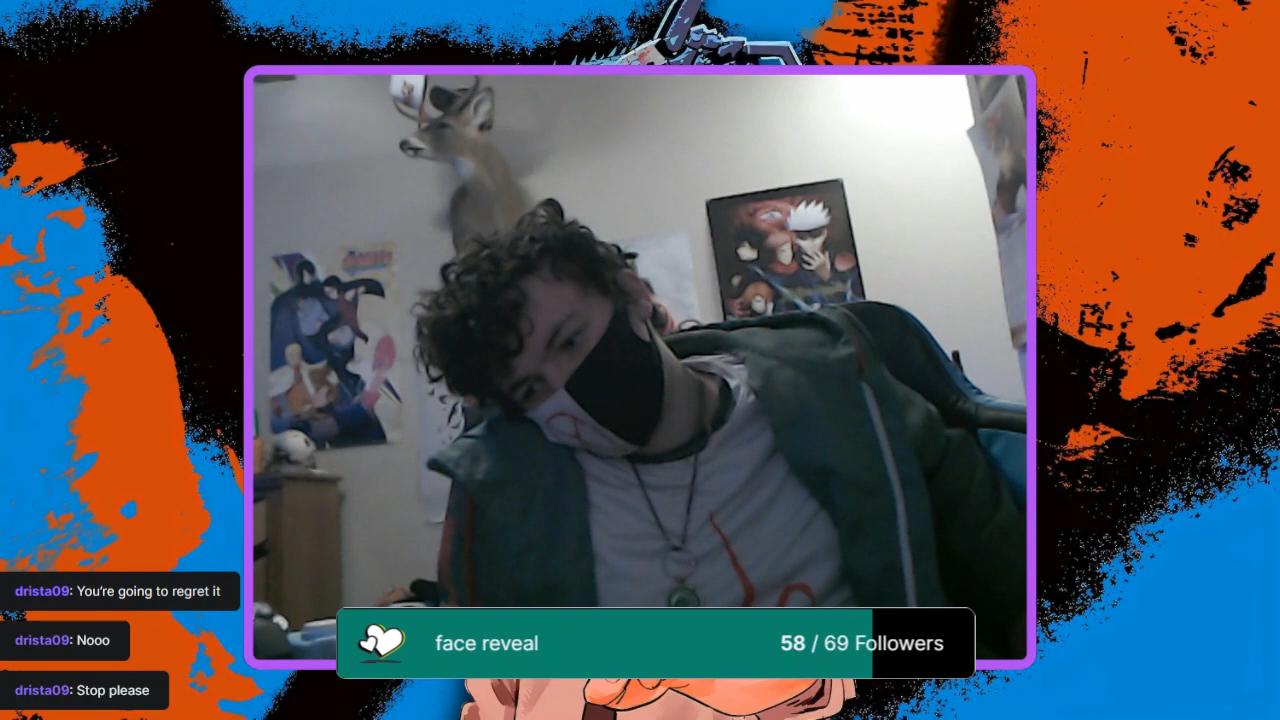 drista09: You're going to regret it
drista09: Nooo
drista09: Stop please
face reveal
58 / 69 Followers